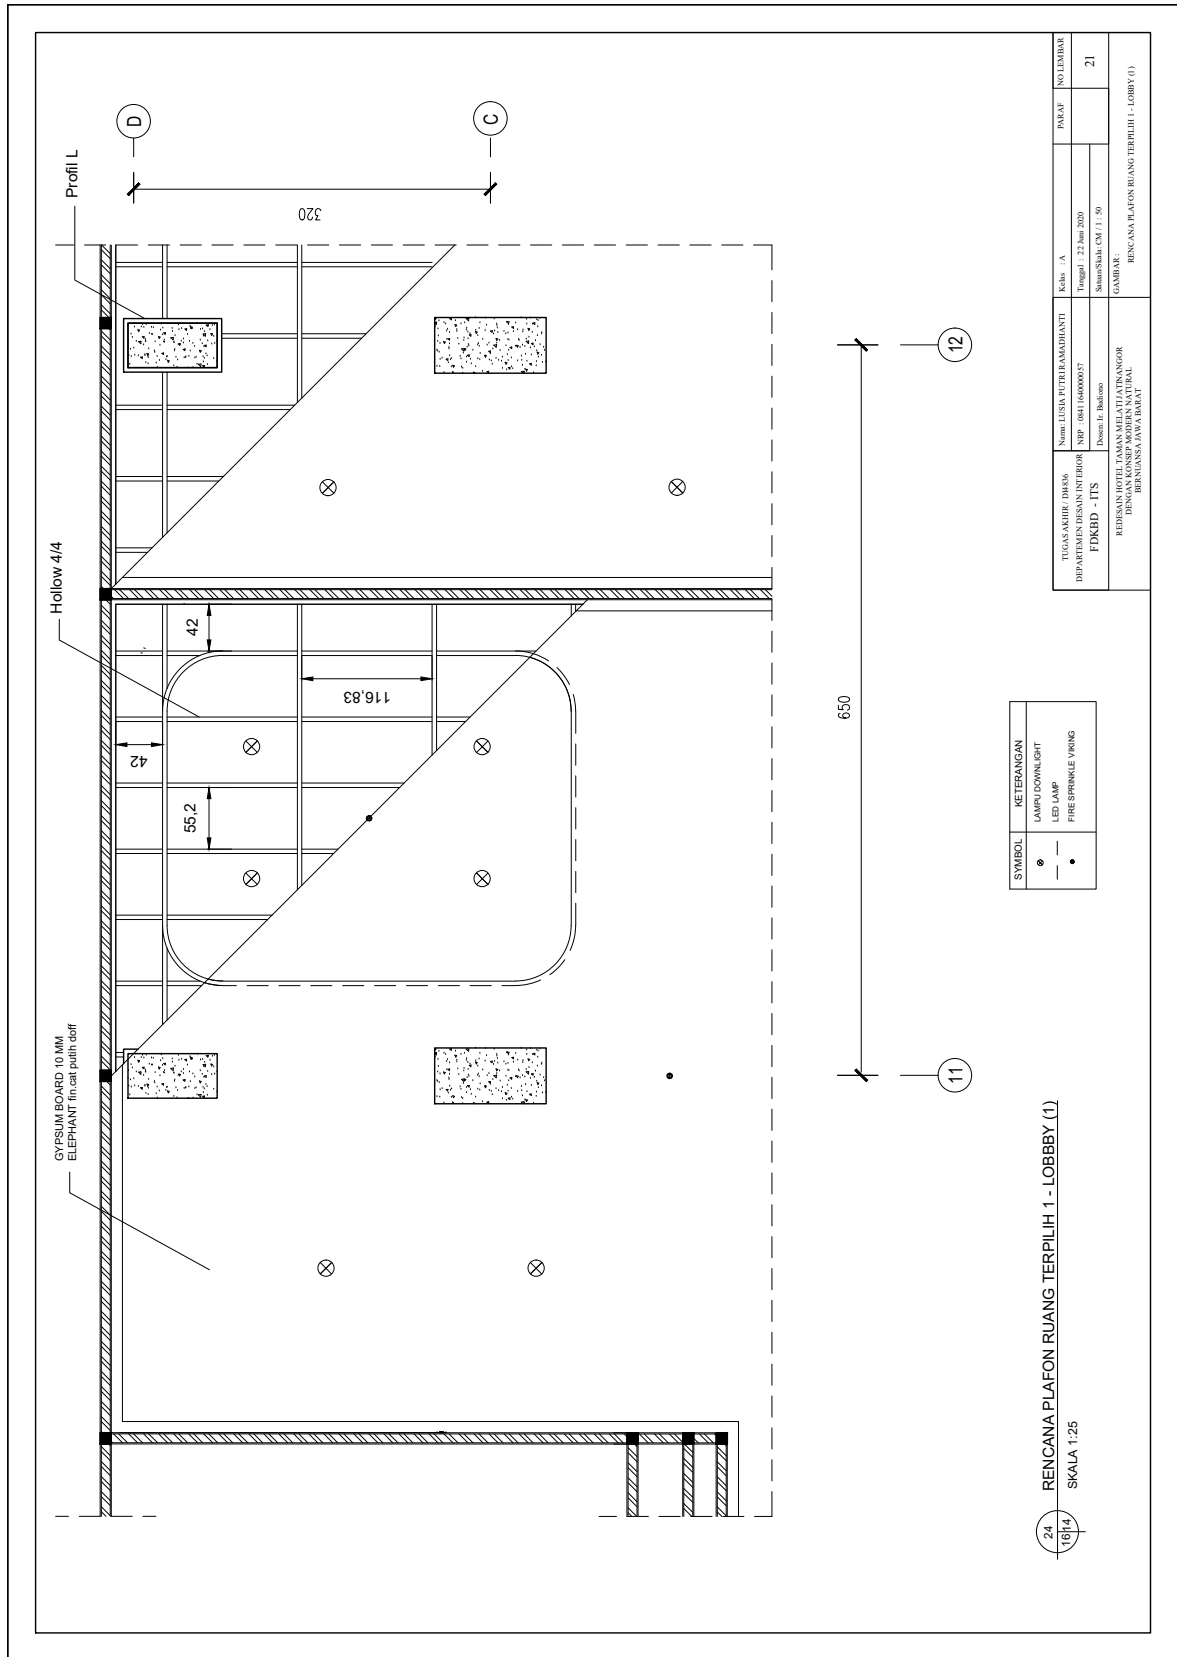 GYPSUM BOARD 10 MM
ELEPHANT fin.cat putih doff
Hollow 4/4
Profil L
D
C
320
42
42
116,83
55,2
650
11
12
24
1614
RENCANA PLAFON RUANG TERPILIH 1 - LOBBBY (1)
SKALA 1:25
SYMBOL
KETERANGAN
LAMPU DOWNLIGHT
LED LAMP
FIRE SPRINKLE VIKING
TUGAS AKHIR / DI4836
DEPARTEMEN DESAIN INTERIOR
FDKBD - ITS
Nama: LUSIA PUTRI RAMADHANTI
NRP : 08411640000057
Dosen: Ir. Budiono
Kelas : A
Tanggal : 22 Juni 2020
Satuan/Skala: CM / 1 : 50
PARAF
NO LEMBAR
21
REDESAIN HOTEL TAMAN MELATI JATINANGOR
DENGAN KONSEP MODERN NATURAL
BERNUANSA JAWA BARAT
GAMBAR :
RENCANA PLAFON RUANG TERPILIH 1 - LOBBY (1)